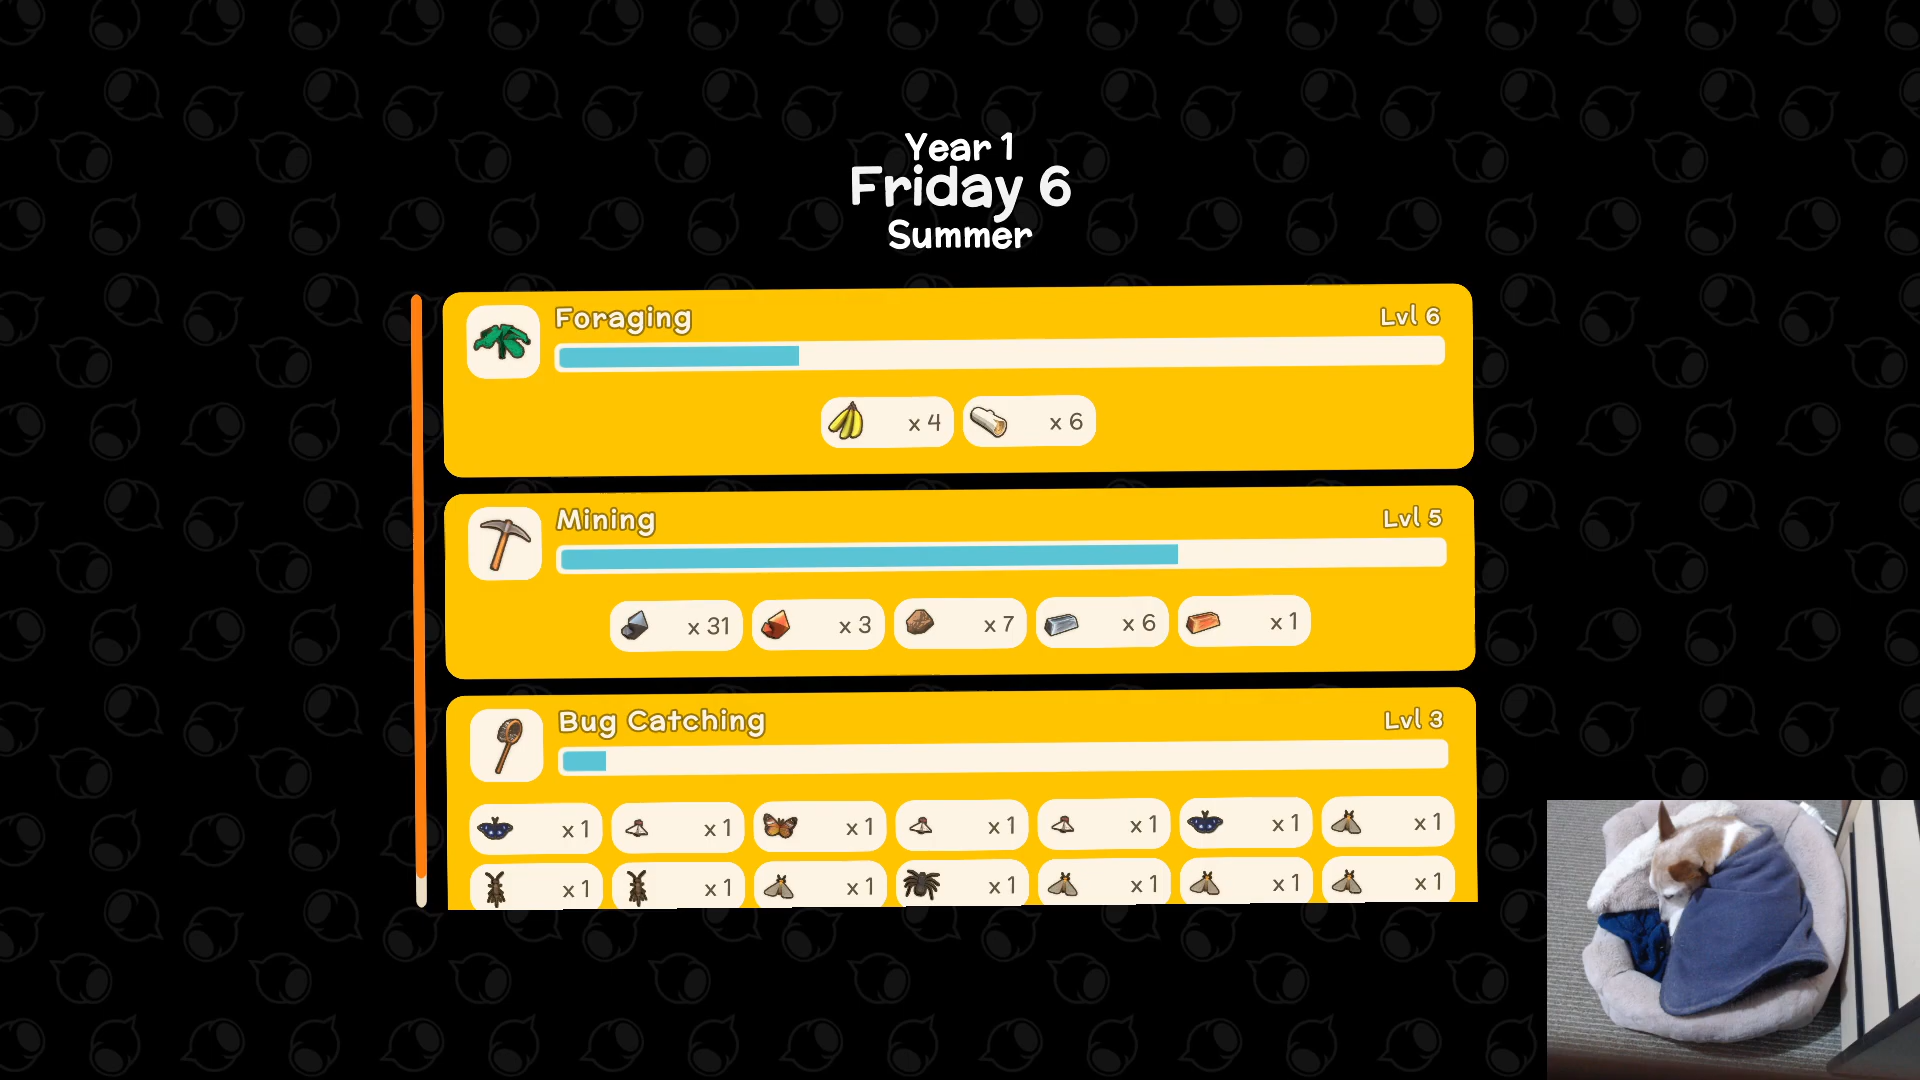 Year 1
Friday 6
Summer
Foraging Lvl 6
x 4 x 6
Mining Lvl 5
x 31 x 3 x 7 x 6 x 1
Bug Catching Lvl 3
x 1 x 1 x 1 x 1 x 1 x 1 x 1
x 1 x 1 x 1 x 1 x 1 x 1 x 1